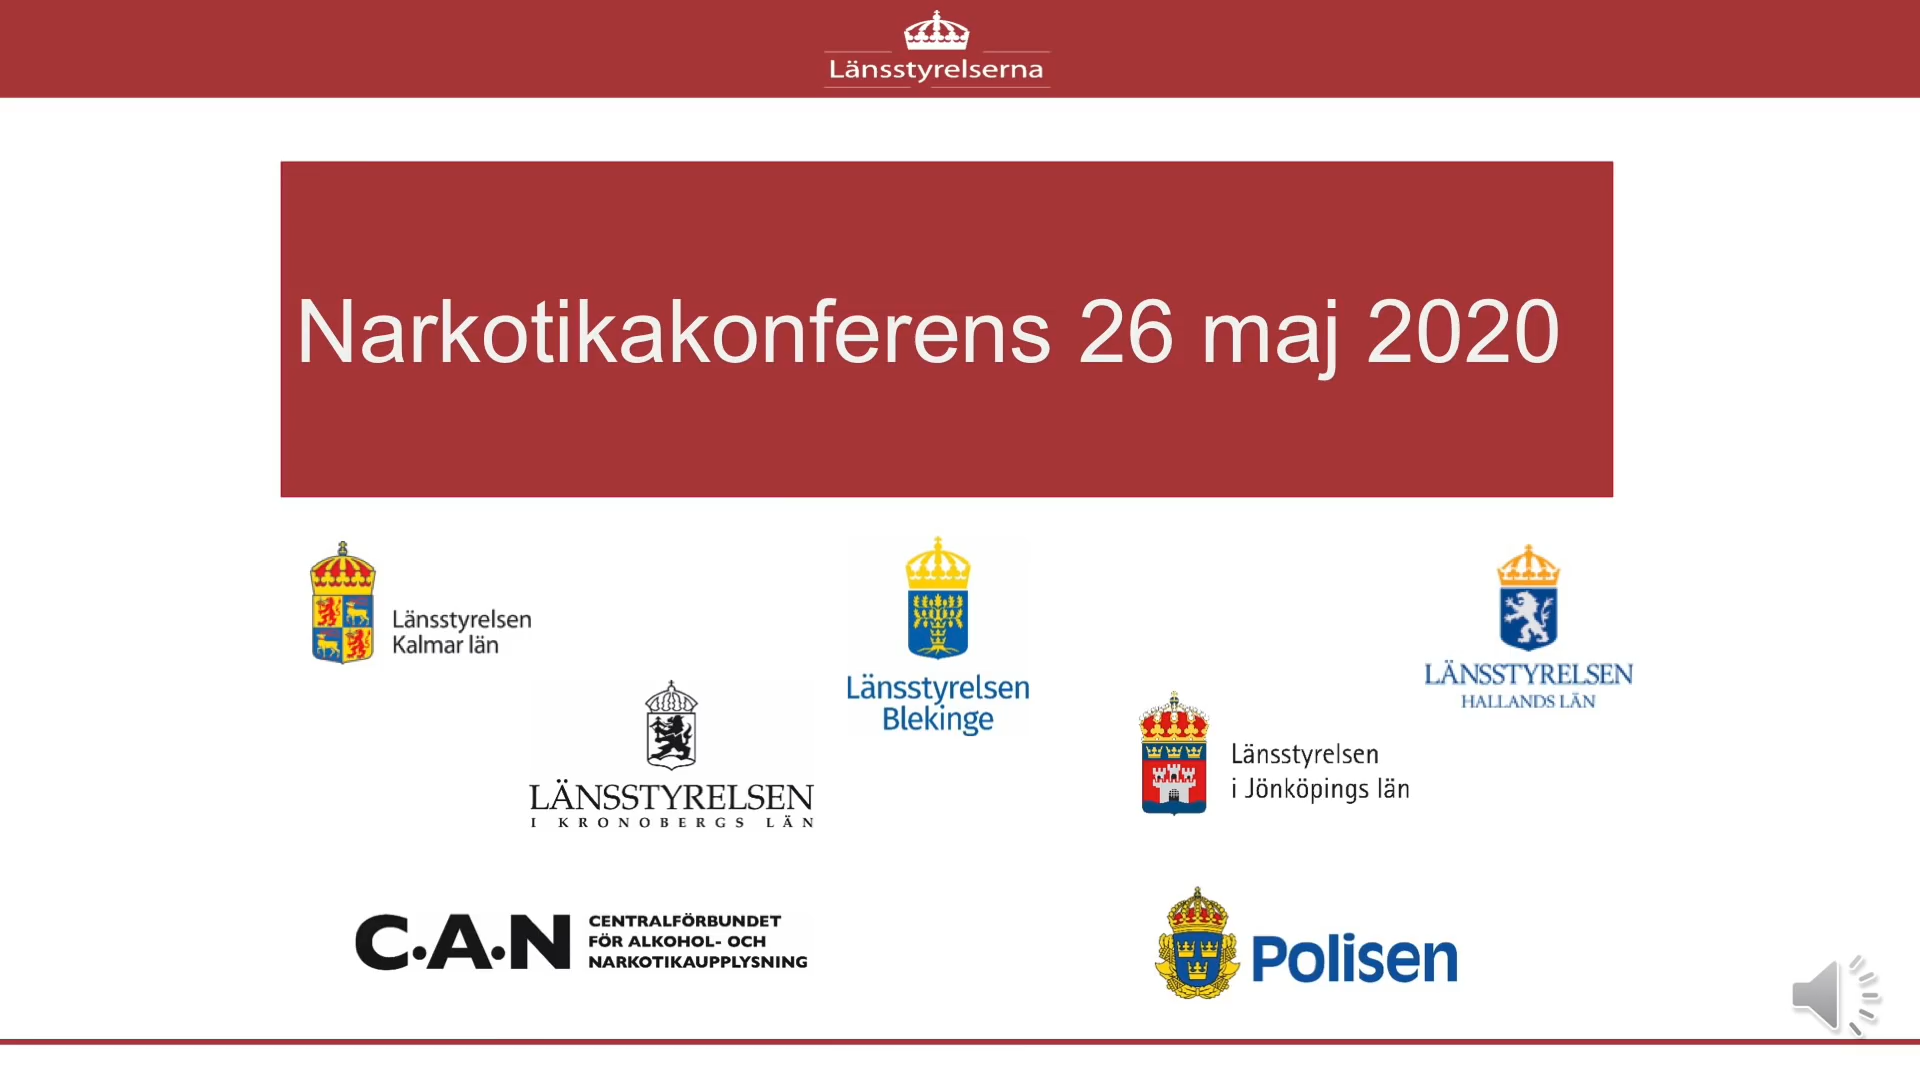 Länsstyrelserna
Narkotikakonferens 26 maj 2020
Länsstyrelsen
Kalmar län
LÄNSSTYRELSEN
I KRONOBERGS LÄN
Länsstyrelsen
Blekinge
Länsstyrelsen
i Jönköpings län
LÄNSSTYRELSEN
HALLANDS LÄN
C·A·N
CENTRALFÖRBUNDET
FÖR ALKOHOL- OCH
NARKOTIKAUPPLYSNING
Polisen